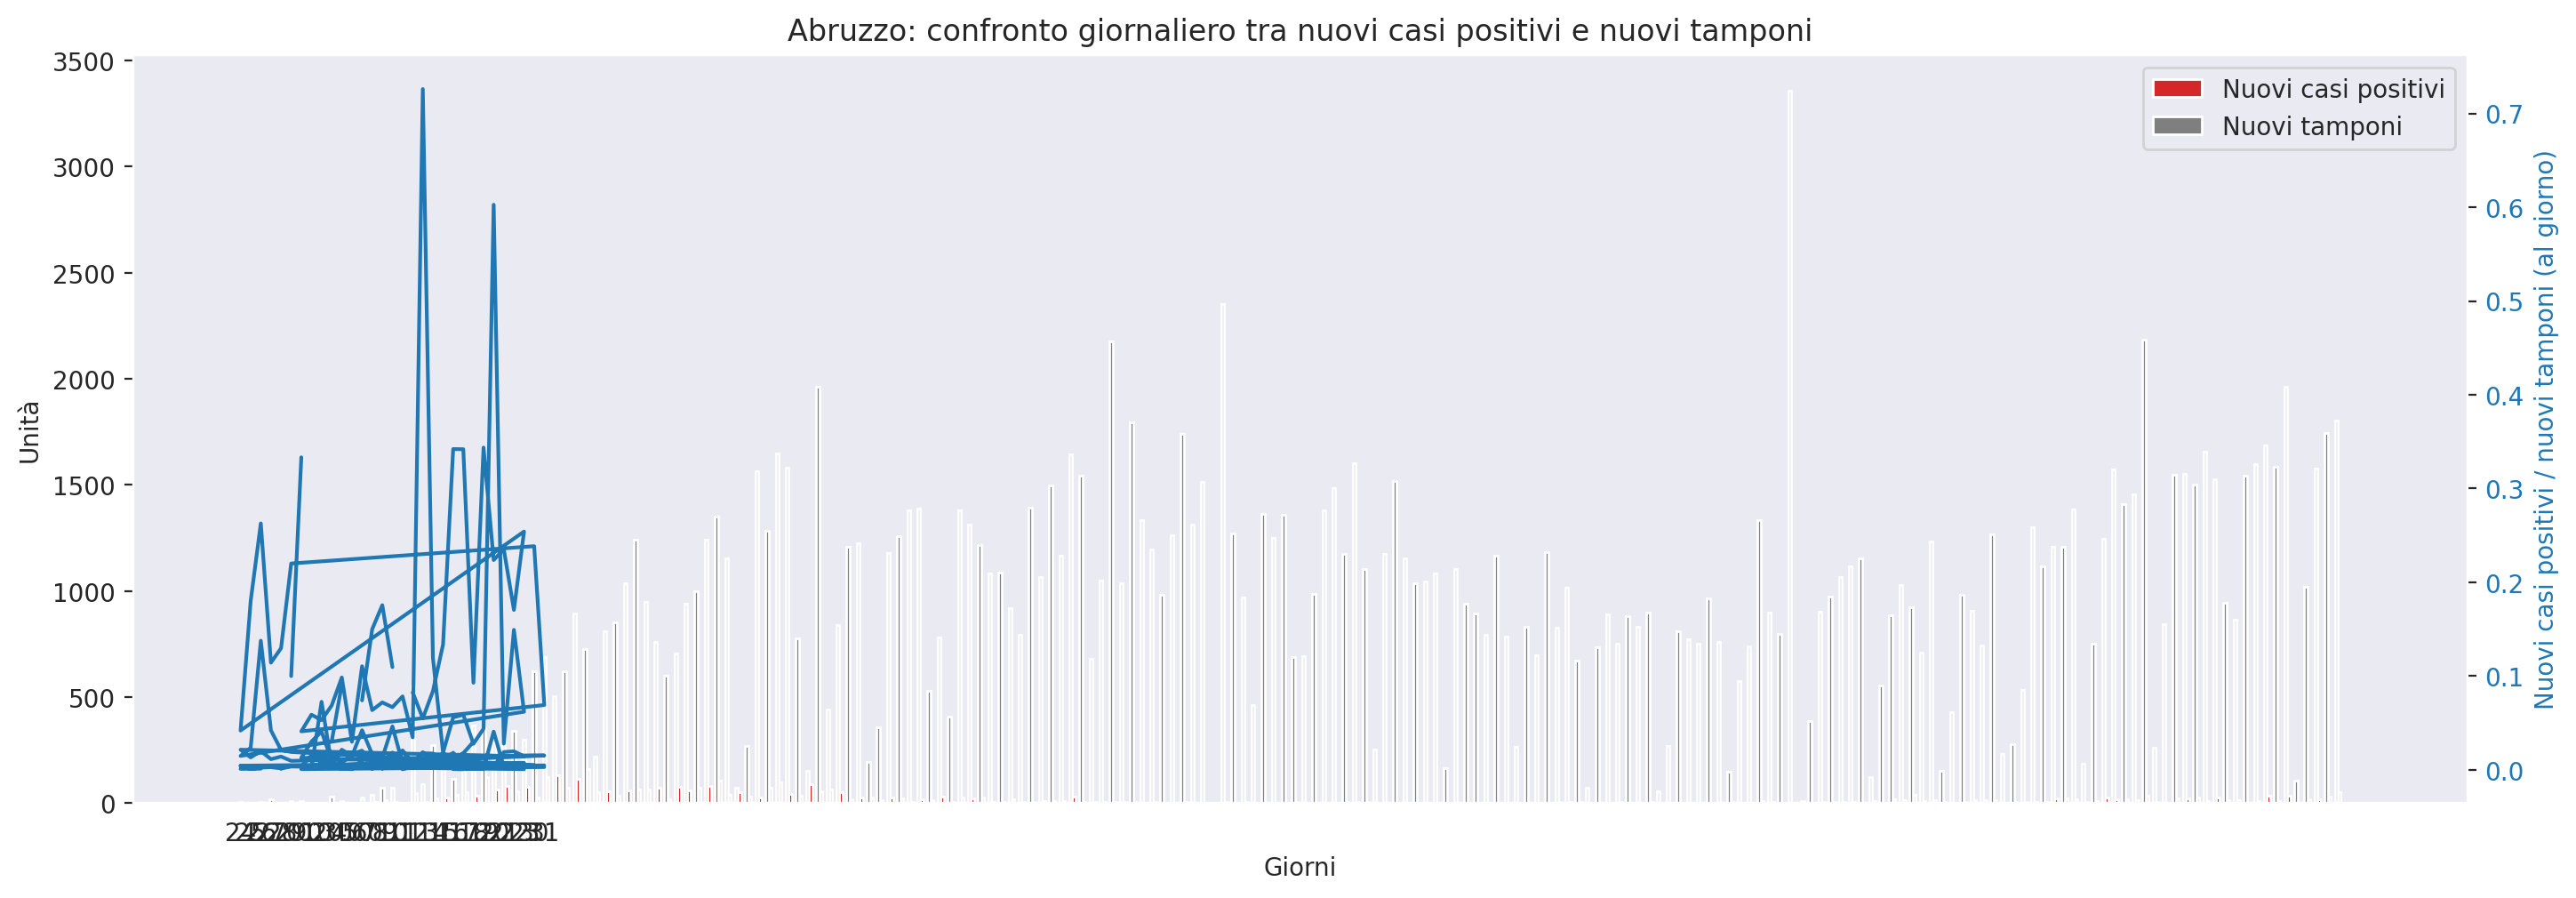 Abruzzo: confronto giornaliero tra nuovi casi positivi e nuovi tamponi
3500
3000
2500
2000
1500
1000
500
0
Unità
Nuovi casi positivi
Nuovi tamponi
0.7
0.6
0.5
0.4
0.3
0.2
0.1
0.0
Nuovi casi positivi / nuovi tamponi (al giorno)
Giorni